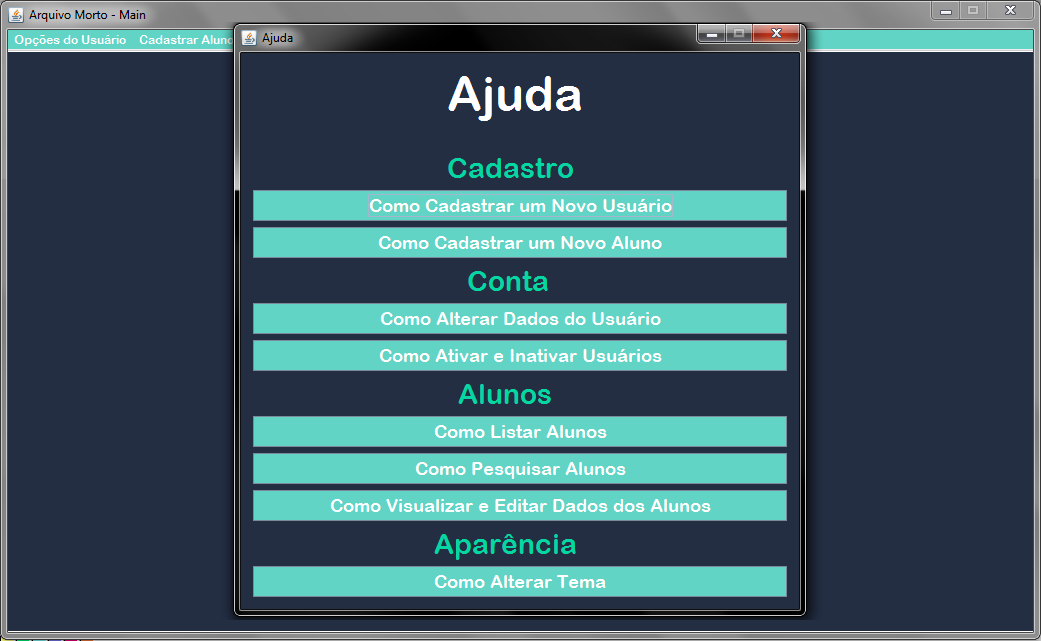 Arquivo Morto - Main
Opções do Usuário Cadastrar
Ajuda
Ajuda
Cadastro
Como Cadastrar um Novo Usuário
Como Cadastrar um Novo Aluno
Conta
Como Alterar Dados do Usuário
Como Ativar e Inativar Usuários
Alunos
Como Listar Alunos
Como Pesquisar Alunos
Como Visualizar e Editar Dados dos Alunos
Aparência
Como Alterar Tema